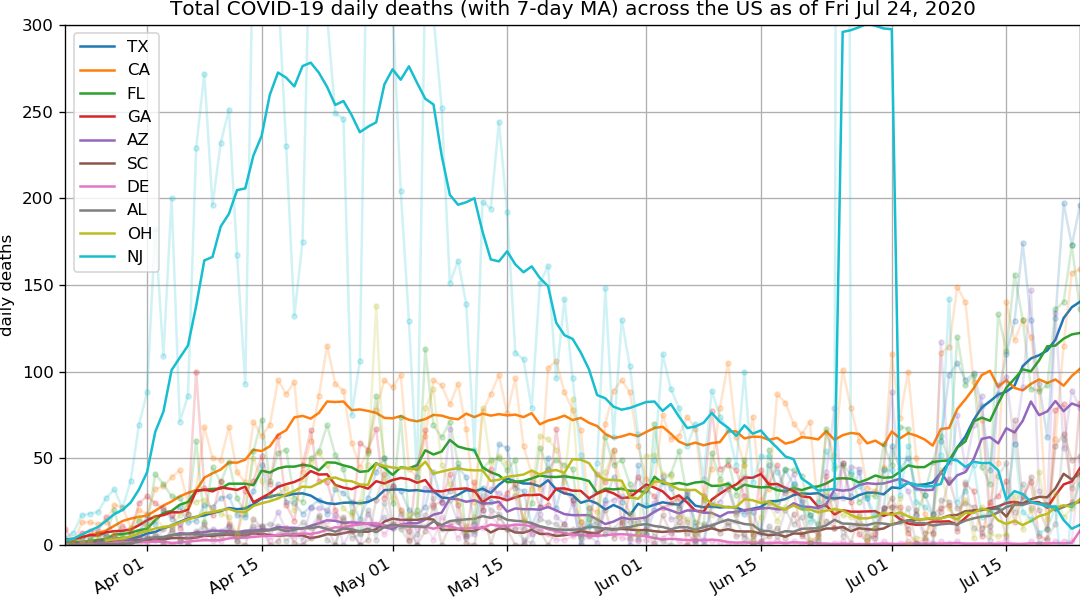 Total COVID-19 daily deaths (with 7-day MA) across the US as of Fri Jul 24, 2020
300
250
200
150
100
50
0
daily deaths
TX
CA
FL
GA
AZ
SC
DE
AL
OH
NJ
Apr 01
Apr 15
May 01
May 15
Jun 01
Jun 15
Jul 01
Jul 15